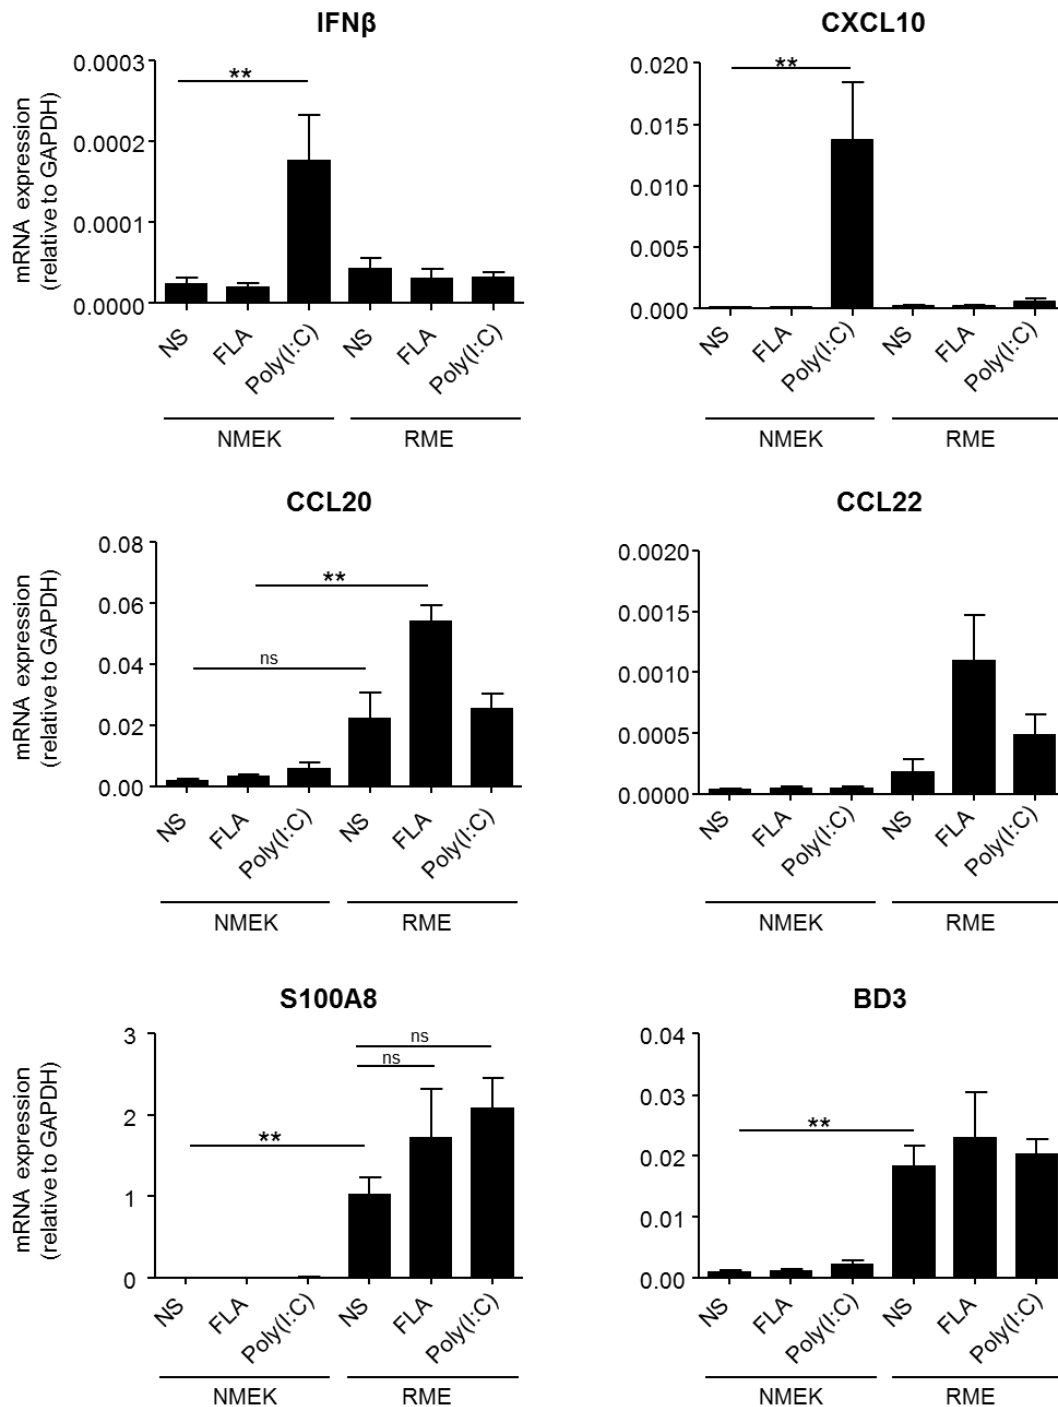 IFNβ
mRNA expression
(relative to GAPDH)
0.0003
0.0002
0.0001
0.0000
**
NS
FLA
Poly(I:C)
NS
FLA
Poly(I:C)
NMEK
RME
CXCL10
0.020
0.015
0.010
0.005
0.000
**
NS
FLA
Poly(I:C)
NS
FLA
Poly(I:C)
NMEK
RME
CCL20
mRNA expression
(relative to GAPDH)
0.08
0.06
0.04
0.02
0.00
**
ns
NS
FLA
Poly(I:C)
NS
FLA
Poly(I:C)
NMEK
RME
CCL22
0.0020
0.0015
0.0010
0.0005
0.0000
NS
FLA
Poly(I:C)
NS
FLA
Poly(I:C)
NMEK
RME
S100A8
mRNA expression
(relative to GAPDH)
3
2
1
0
ns
ns
**
NS
FLA
Poly(I:C)
NS
FLA
Poly(I:C)
NMEK
RME
BD3
0.04
0.03
0.02
0.01
0.00
**
NS
FLA
Poly(I:C)
NS
FLA
Poly(I:C)
NMEK
RME